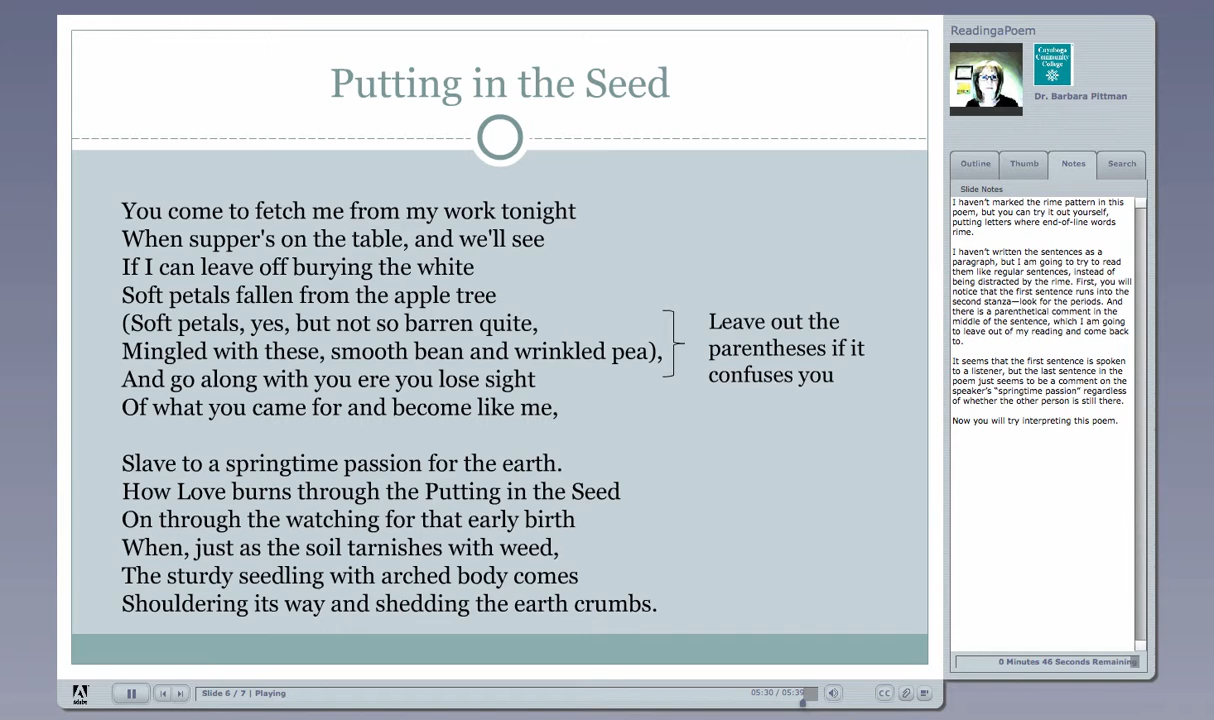 Putting in the Seed
You come to fetch me from my work tonight
When supper's on the table, and we'll see
If I can leave off burying the white
Soft petals fallen from the apple tree
(Soft petals, yes, but not so barren quite,
Mingled with these, smooth bean and wrinkled pea),
And go along with you ere you lose sight
Of what you came for and become like me,
Slave to a springtime passion for the earth.
How Love burns through the Putting in the Seed
On through the watching for that early birth
When, just as the soil tarnishes with weed,
The sturdy seedling with arched body comes
Shouldering its way and shedding the earth crumbs.
Leave out the
parentheses if it
confuses you
ReadingaPoem
Cuyahoga
Community
College
Dr. Barbara Pittman
Outline
Thumb
Notes
Search
Slide Notes
I haven't marked the rime pattern in this
poem, but you can try it out yourself,
putting letters where end-of-line words
rime.
I haven't written the sentences as a
paragraph, but I am going to try to read
them like regular sentences, instead of
being distracted by the rime. First, you will
notice that the first sentence runs into the
second stanza—look for the periods. And
there is a parenthetical comment in the
middle of the sentence, which I am going
to leave out of my reading and come back
to.
It seems that the first sentence is spoken
to a listener, but the last sentence in the
poem just seems to be a comment on the
speaker's "springtime passion" regardless
of whether the other person is still there.
Now you will try interpreting this poem.
0 Minutes 46 Seconds Remaining
Adobe
Slide 6 / 7 | Playing
05:30 / 05:39
CC